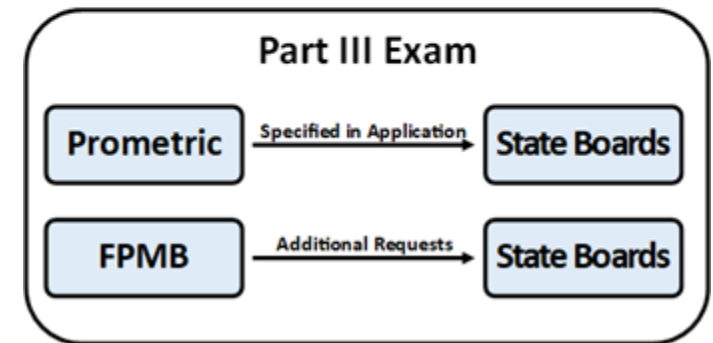 Part III Exam
Prometric
Specified in Application
State Boards
FPMB
Additional Requests
State Boards